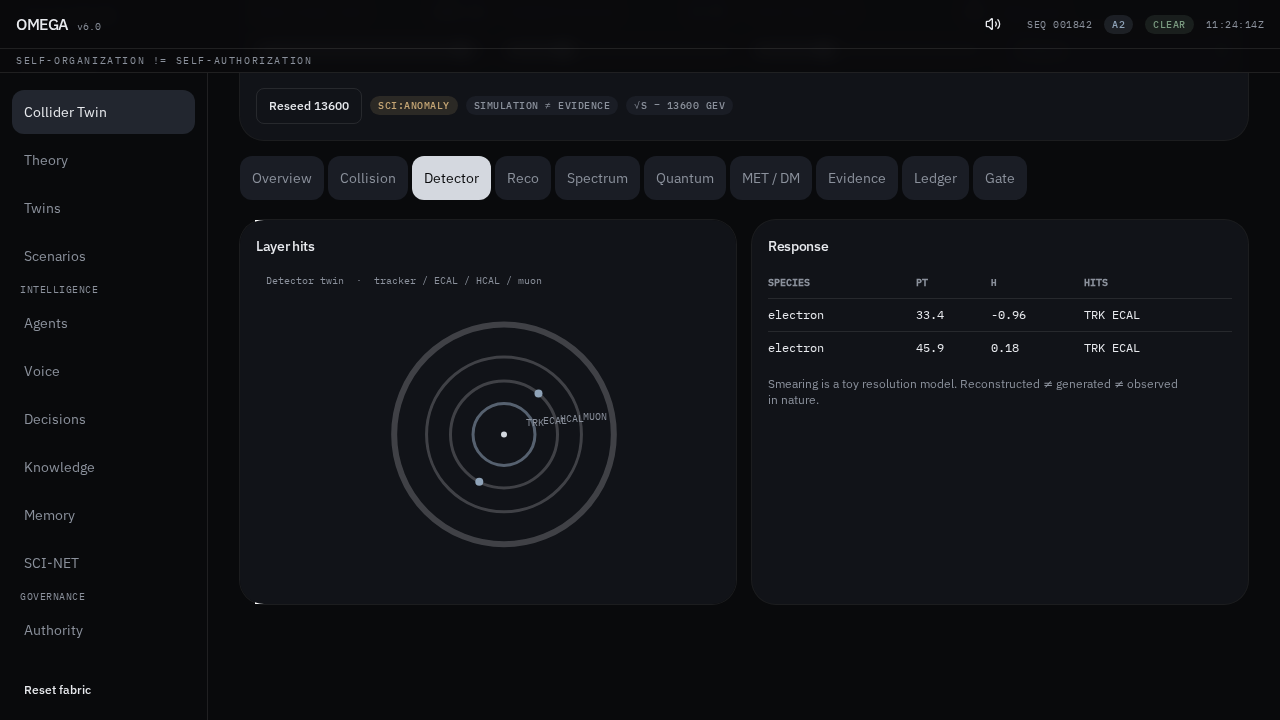 OMEGA v6.0
SEQ 001842 A2 CLEAR 11:24:14Z
SELF-ORGANIZATION != SELF-AUTHORIZATION
Collider Twin
Theory
Twins
Scenarios
INTELLIGENCE
Agents
Voice
Decisions
Knowledge
Memory
SCI-NET
GOVERNANCE
Authority
Reset fabric
Reseed 13600 SCI:ANOMALY SIMULATION ≠ EVIDENCE √S = 13600 GEV
Overview Collision Detector Reco Spectrum Quantum MET / DM Evidence Ledger Gate
Layer hits
Detector twin · tracker / ECAL / HCAL / muon
TRK ECAL HCAL MUON
Response
SPECIES PT Η HITS
electron 33.4 -0.96 TRK ECAL
electron 45.9 0.18 TRK ECAL
Smearing is a toy resolution model. Reconstructed ≠ generated ≠ observed
in nature.